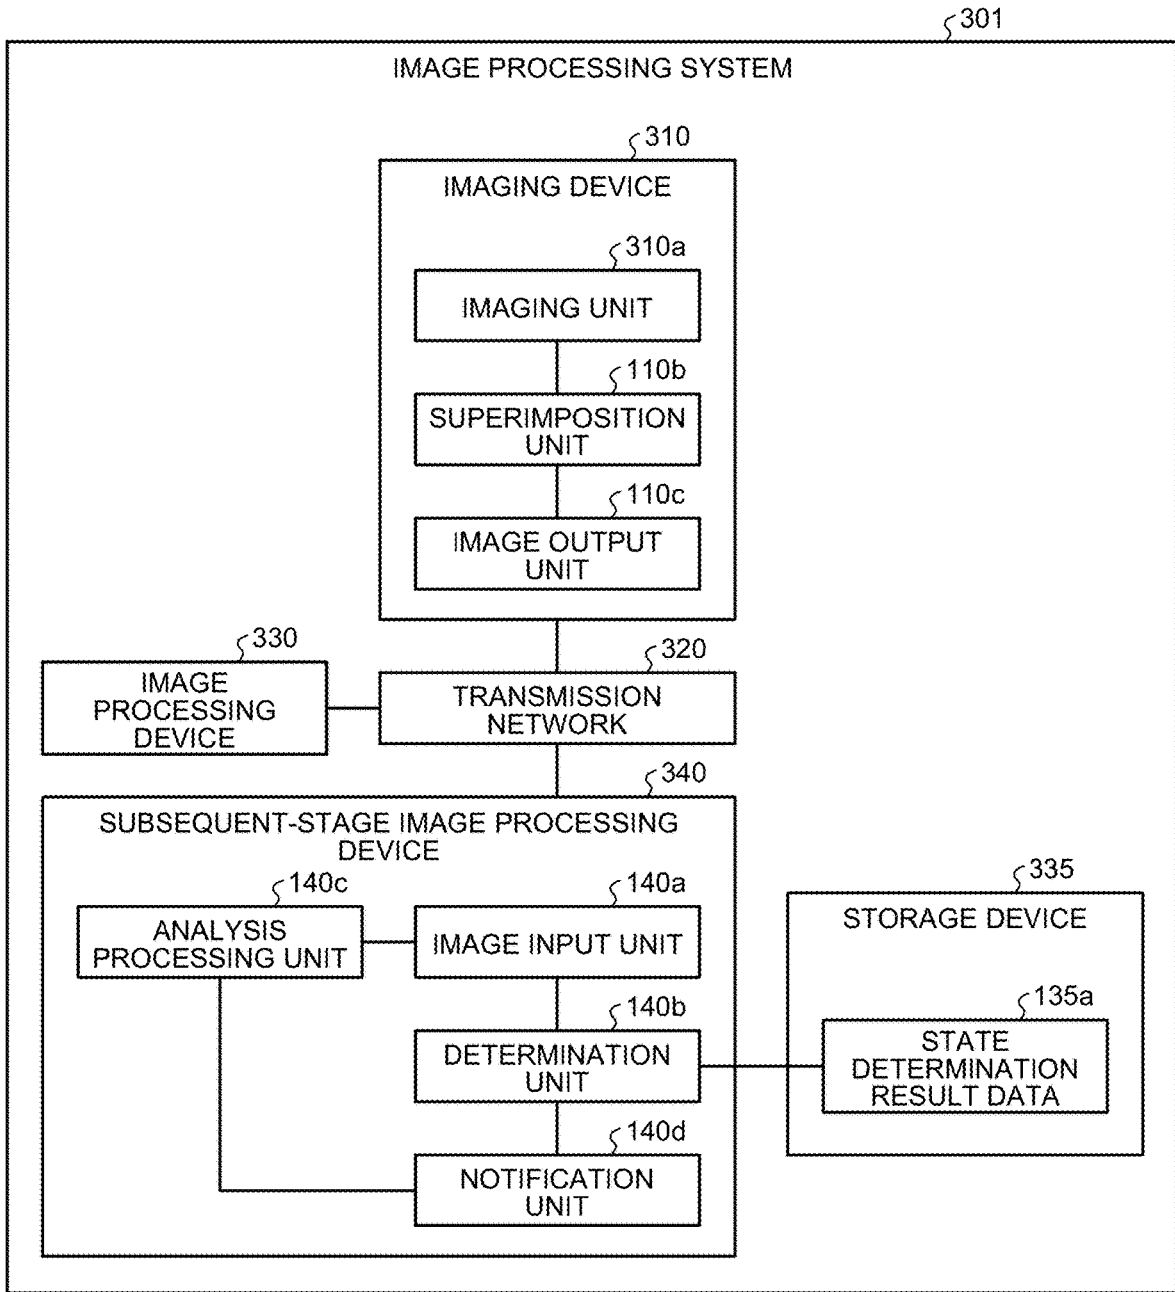 301
IMAGE PROCESSING SYSTEM
310
IMAGING DEVICE
310a
IMAGING UNIT
110b
SUPERIMPOSITION
UNIT
110c
IMAGE OUTPUT
UNIT
330
IMAGE
PROCESSING
DEVICE
320
TRANSMISSION
NETWORK
340
SUBSEQUENT-STAGE IMAGE PROCESSING
DEVICE
140c
ANALYSIS
PROCESSING UNIT
140a
IMAGE INPUT UNIT
140b
DETERMINATION
UNIT
140d
NOTIFICATION
UNIT
335
STORAGE DEVICE
135a
STATE
DETERMINATION
RESULT DATA